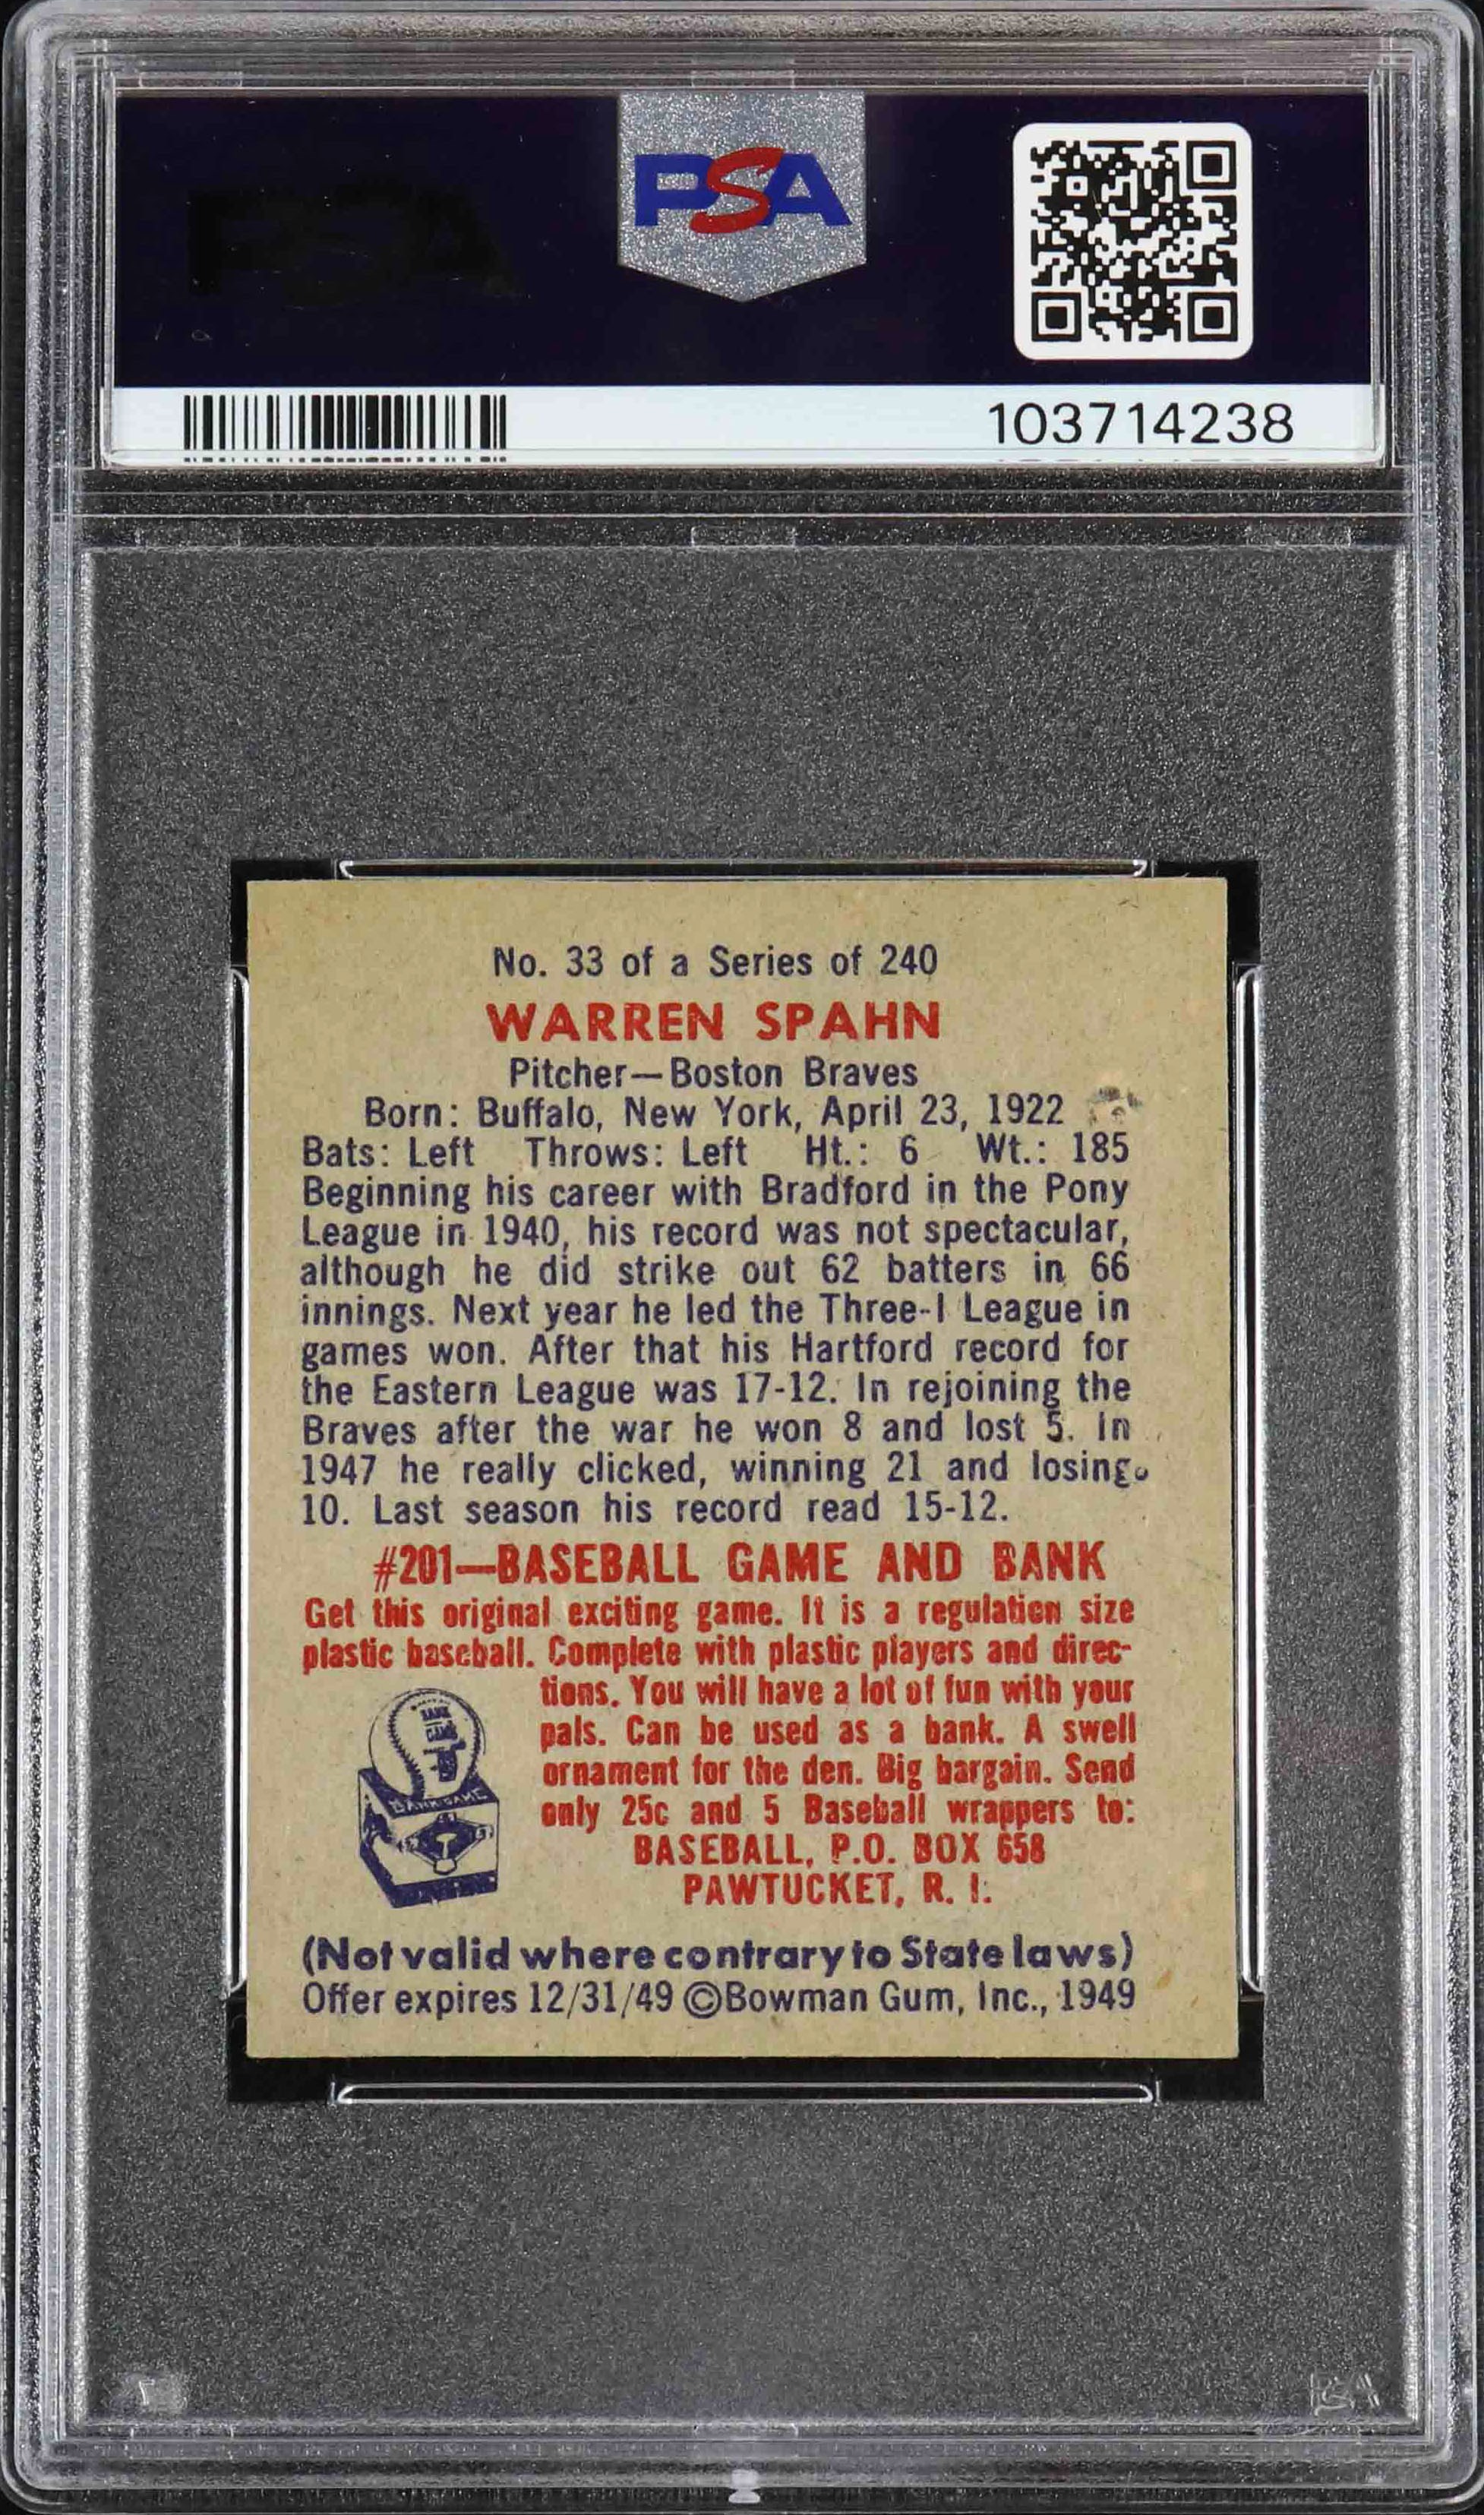 PSA
103714238
No. 33 of a Series of 240
WARREN SPAHN
Pitcher—Boston Braves
Born: Buffalo, New York, April 23, 1922
Bats: Left Throws: Left Ht.: 6 Wt.: 185
Beginning his career with Bradford in the Pony
League in 1940, his record was not spectacular,
although he did strike out 62 batters in 66
innings. Next year he led the Three-I League in
games won. After that his Hartford record for
the Eastern League was 17-12. In rejoining the
Braves after the war he won 8 and lost 5. In
1947 he really clicked, winning 21 and losing
10. Last season his record read 15-12.
#201—BASEBALL GAME AND BANK
Get this original exciting game. It is a regulation size
plastic baseball. Complete with plastic players and direc-
tions. You will have a lot of fun with your
pals. Can be used as a bank. A swell
ornament for the den. Big bargain. Send
only 25c and 5 Baseball wrappers to:
BASEBALL, P.O. BOX 658
PAWTUCKET, R. I.
BANK
GAME
BANK GAME
(Not valid where contrary to State laws)
Offer expires 12/31/49 ©Bowman Gum, Inc., 1949
PSA